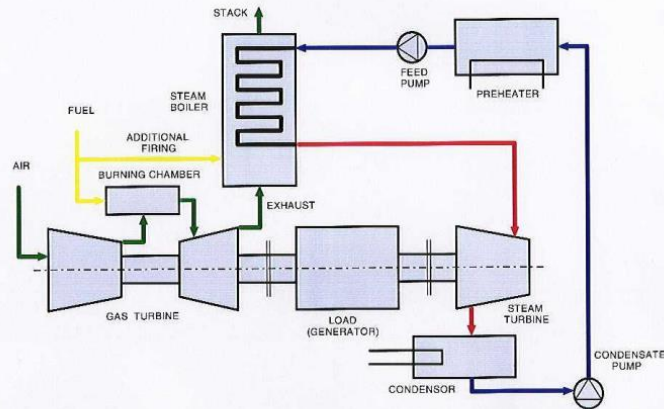 STACK
STEAM
BOILER
FEED
PUMP
PREHEATER
FUEL
ADDITIONAL
FIRING
AIR
BURNING CHAMBER
EXHAUST
GAS TURBINE
LOAD
(GENERATOR)
STEAM
TURBINE
CONDENSOR
CONDENSATE
PUMP